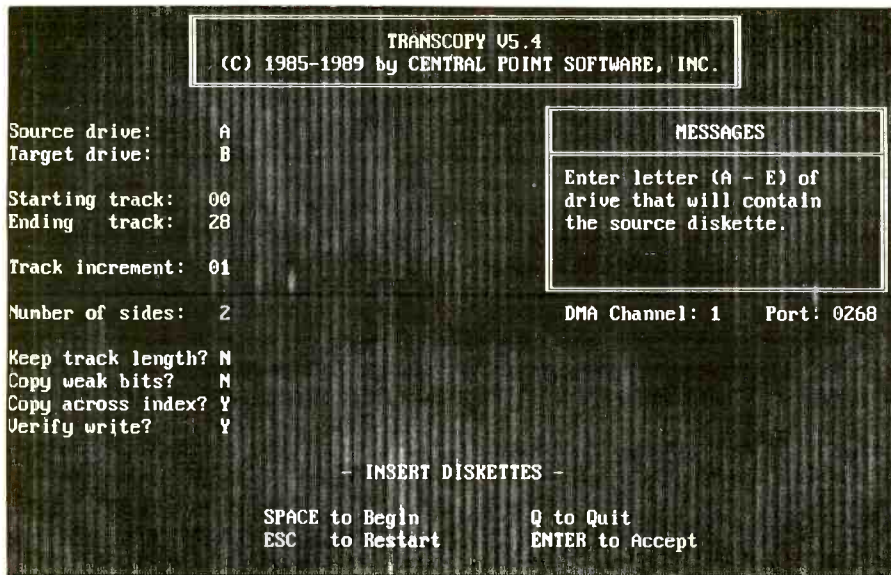 TRANSCOPY V5.4
(C) 1985-1989 by CENTRAL POINT SOFTWARE, INC.
Source drive: A
Target drive: B
Starting track: 00
Ending track: 28
Track increment: 01
Number of sides: 2
Keep track length? N
Copy weak bits? N
Copy across index? Y
Verify write? Y
MESSAGES
Enter letter (A - E) of
drive that will contain
the source diskette.
DMA Channel: 1 Port: 0268
- INSERT DISKETTES -
SPACE to Begin Q to Quit
ESC to Restart ENTER to Accept